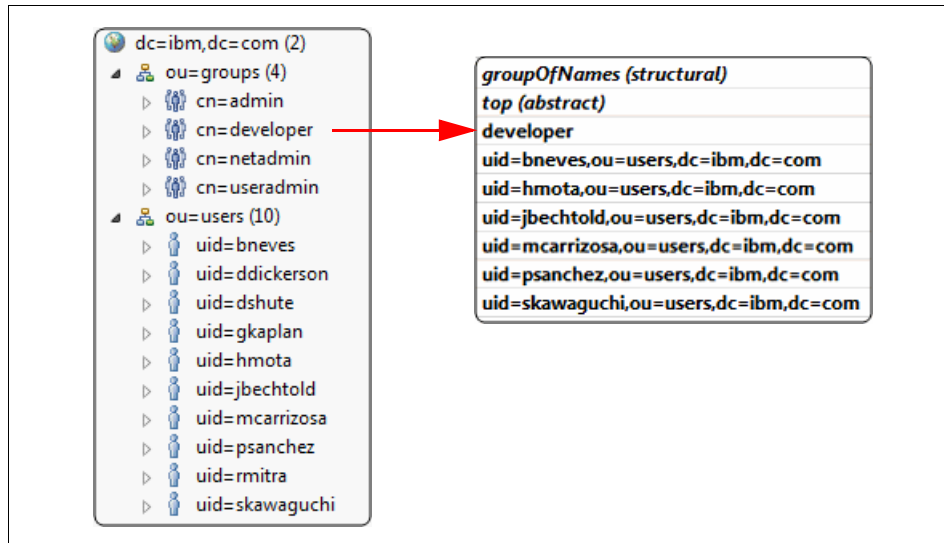 dc=ibm,dc=com (2)
ou=groups (4)
cn=admin
cn=developer
cn=netadmin
cn=useradmin
ou=users (10)
uid=bneves
uid=ddickerson
uid=dshute
uid=gkaplan
uid=hmota
uid=jbechtold
uid=mcarrizosa
uid=psanchez
uid=rmitra
uid=skawaguchi
groupOfNames (structural)
top (abstract)
developer
uid=bneves,ou=users,dc=ibm,dc=com
uid=hmota,ou=users,dc=ibm,dc=com
uid=jbechtold,ou=users,dc=ibm,dc=com
uid=mcarrizosa,ou=users,dc=ibm,dc=com
uid=psanchez,ou=users,dc=ibm,dc=com
uid=skawaguchi,ou=users,dc=ibm,dc=com